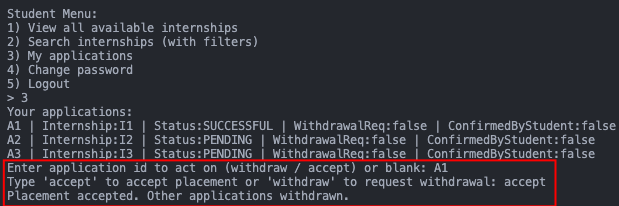 Student Menu:
1) View all available internships
2) Search internships (with filters)
3) My applications
4) Change password
5) Logout
> 3
Your applications:
A1 | Internship:I1 | Status:SUCCESSFUL | WithdrawalReq:false | ConfirmedByStudent:false
A2 | Internship:I2 | Status:PENDING | WithdrawalReq:false | ConfirmedByStudent:false
A3 | Internship:I3 | Status:PENDING | WithdrawalReq:false | ConfirmedByStudent:false
Enter application id to act on (withdraw / accept) or blank: A1
Type 'accept' to accept placement or 'withdraw' to request withdrawal: accept
Placement accepted. Other applications withdrawn.